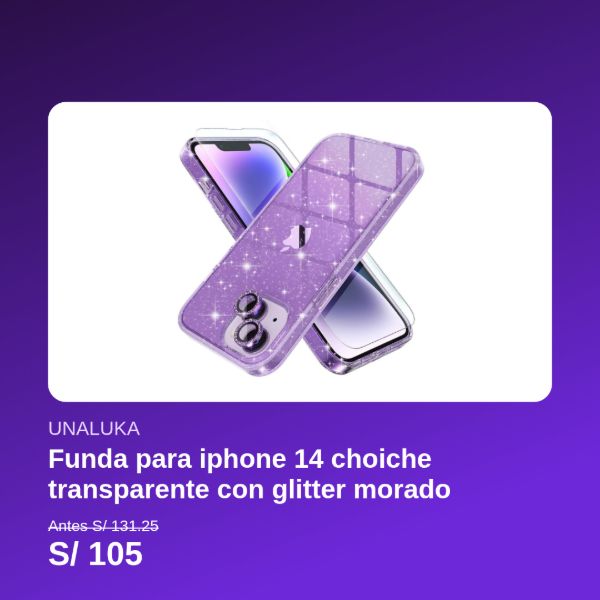 UNALUKA
Funda para iphone 14 choiche
transparente con glitter morado
Antes S/ 131.25
S/ 105